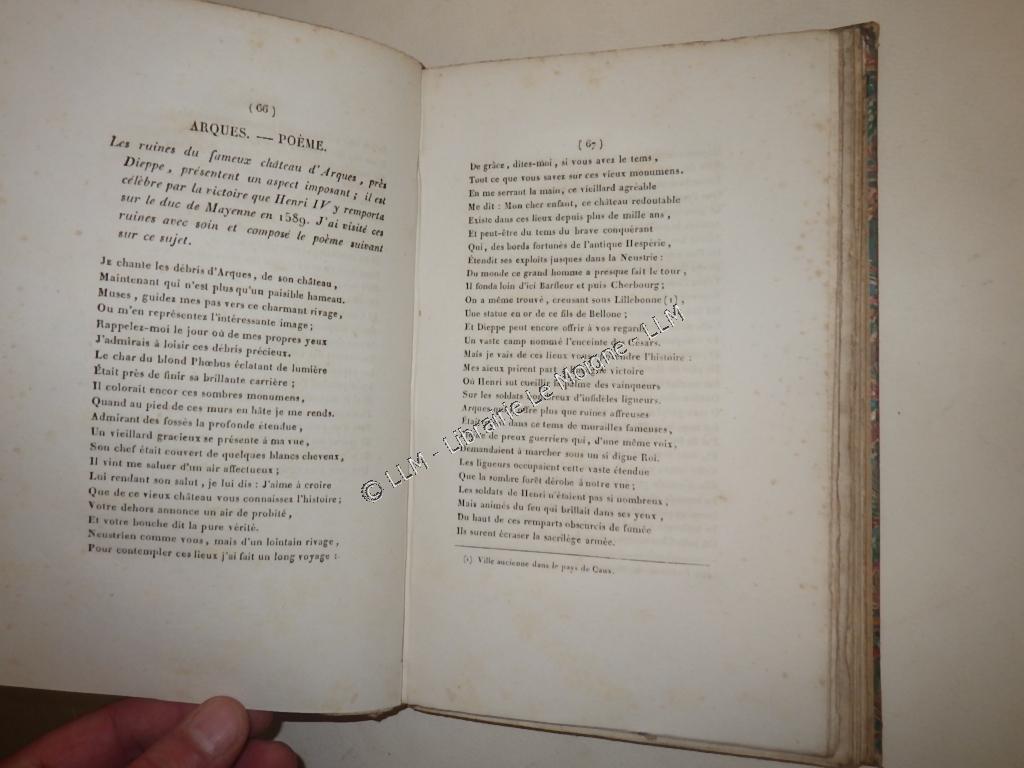 ( 66 )
ARQUES. — POÈME.
Les ruines du fameux château d'Arques, près
Dieppe, présentent un aspect imposant ; il est
célèbre par la victoire que Henri IV y remporta
sur le duc de Mayenne en 1589. J'ai visité ces
ruines avec soin et composé le poème suivant
sur ce sujet.
JE chante les débris d'Arques, de son château,
Maintenant qui n'est plus qu'un paisible hameau.
Muses, guidez mes pas vers ce charmant rivage,
Ou m'en représentez l'intéressante image ;
Rappelez-moi le jour où de mes propres yeux
J'admirais à loisir ces débris précieux.
Le char du blond Phœbus éclatant de lumière
Était près de finir sa brillante carrière ;
Il colorait encor ces sombres monumens,
Quand au pied de ces murs en hâte je me rends.
Admirant des fossés la profonde étendue,
Un vieillard gracieux se présente à ma vue,
Son chef était couvert de quelques blancs cheveux,
Il vint me saluer d'un air affectueux ;
Lui rendant son salut, je lui dis : J'aime à croire
Que de ce vieux château vous connaissez l'histoire ;
Votre dehors annonce un air de probité,
Et votre bouche dit la pure vérité.
Neustrien comme vous, mais d'un lointain rivage,
Pour contempler ces lieux j'ai fait un long voyage :
( 67 )
De grâce, dites-moi, si vous avez le tems,
Tout ce que vous savez sur ces vieux monumens.
En me serrant la main, ce vieillard agréable
Me dit : Mon cher enfant, ce château redoutable
Existe dans ces lieux depuis plus de mille ans,
Et peut-être du tems du brave conquérant
Qui, des bords fortunés de l'antique Hespérie,
Étendit ses exploits jusques dans la Neustrie :
Du monde ce grand homme a presque fait le tour,
Il fonda loin d'ici Barfleur et puis Cherbourg ;
On a même trouvé, creusant sous Lillebonne (1),
Une statue en or de ce fils de Bellone ;
Et Dieppe peut encore offrir à vos regards
Un vaste camp nommé l'enceinte des Césars.
Mais je vais de ces lieux vous l'histoire :
Mes aieux prirent part victoire
Où Henri sut cueillir palme des vainqueurs
Sur les soldats d'infidèles ligueurs.
Arques plus que ruines affreuses
dans ce tems de murailles fameuses,
de preux guerriers qui, d'une même voix,
Demandaient à marcher sous un si digne Roi.
Les ligueurs occupaient cette vaste étendue
Que la sombre forêt dérobe à notre vue ;
Les soldats de Henri n'étaient pas si nombreux,
Mais animés du feu qui brillait dans ses yeux,
Du haut de ces remparts obscurcis de fumée
Ils surent écraser la sacrilège armée.
(1) Ville ancienne dans le pays de Caux.
© LLM - Librairie Le Moigne - LLM